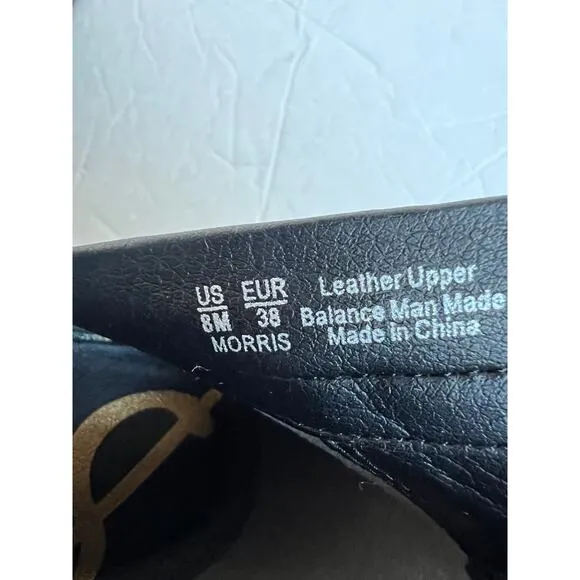 US EUR Leather Upper
8M 38 Balance Man Made
MORRIS Made In China